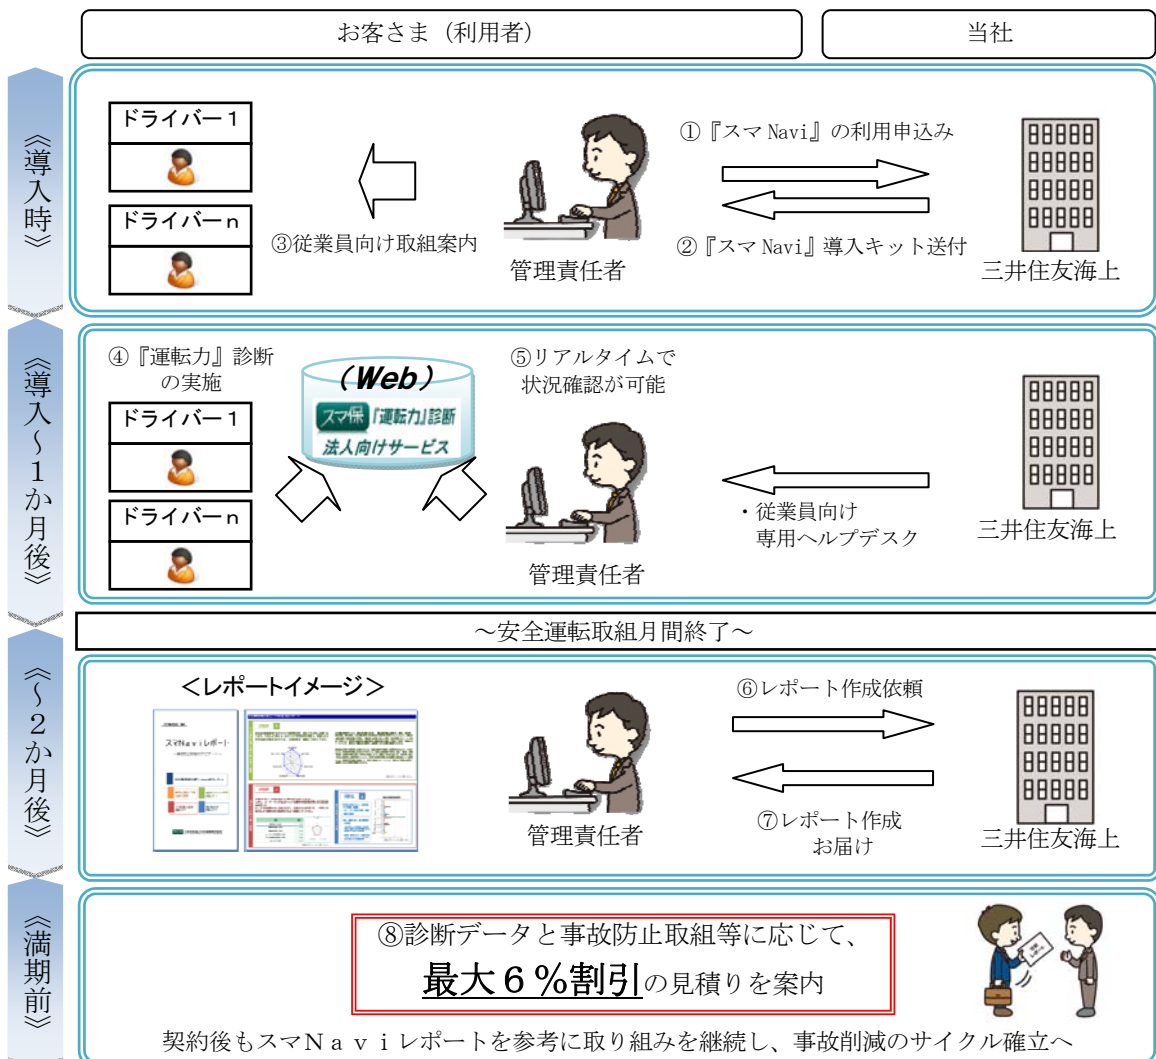 お客さま（利用者）
当社
《導入時》
ドライバー１
ドライバーｎ
③従業員向け取組案内
管理責任者
①『スマ Navi』の利用申込み
②『スマ Navi』導入キット送付
三井住友海上
《導入～１か月後》
④『運転力』診断
の実施
ドライバー１
ドライバーｎ
（Web）
スマ保『運転力』診断
法人向けサービス
⑤リアルタイムで
状況確認が可能
管理責任者
・従業員向け
専用ヘルプデスク
三井住友海上
～安全運転取組月間終了～
《～２か月後》
＜レポートイメージ＞
スマＮａｖｉレポート
管理責任者
⑥レポート作成依頼
⑦レポート作成
お届け
三井住友海上
《満期前》
⑧診断データと事故防止取組等に応じて、
最大６％割引の見積りを案内
契約後もスマＮａｖｉレポートを参考に取り組みを継続し、事故削減のサイクル確立へ